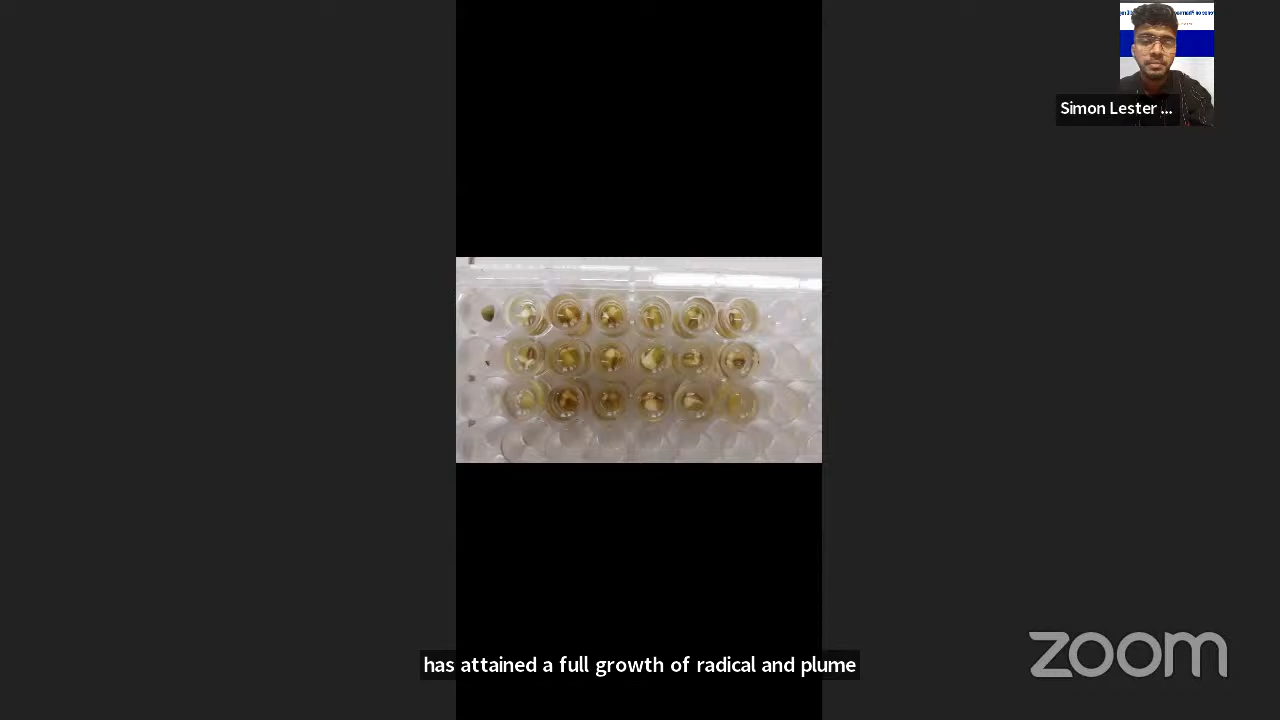 Simon Lester ...
has attained a full growth of radical and plume
zoom